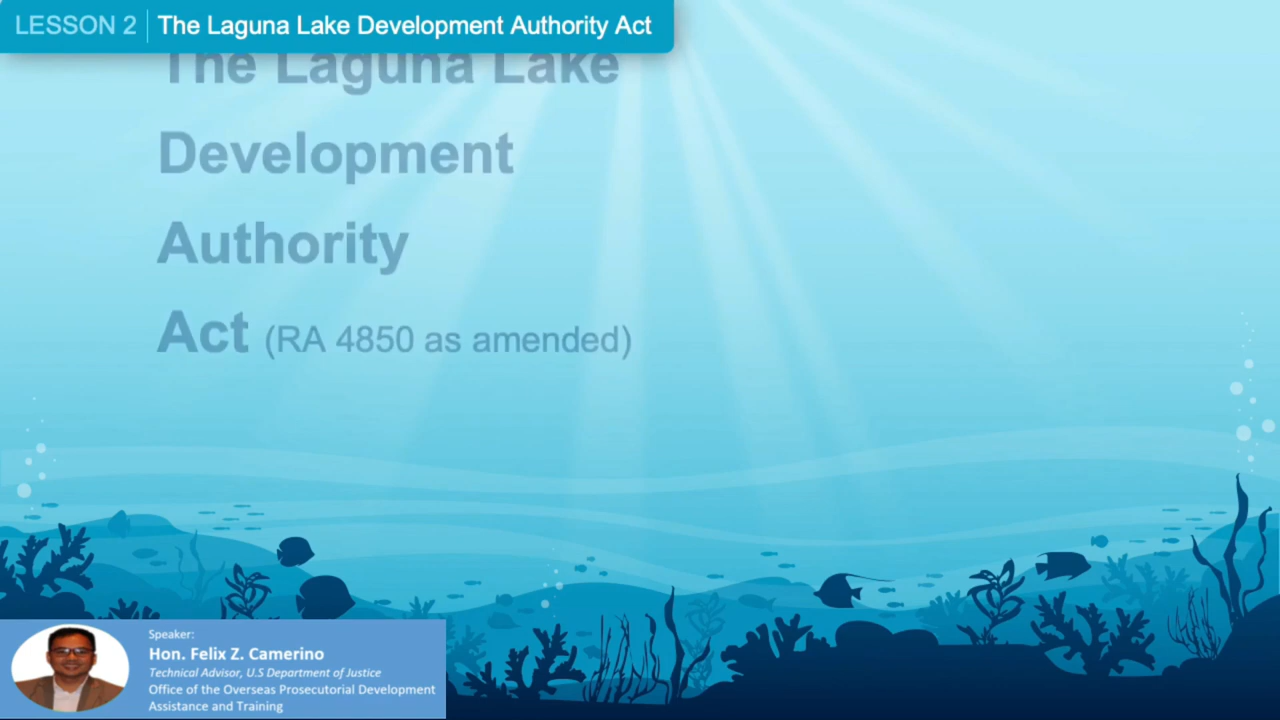 LESSON 2 | The Laguna Lake Development Authority Act
The Laguna Lake
Development
Authority
Act (RA 4850 as amended)
Speaker:
Hon. Felix Z. Camerino
Technical Advisor, U.S Department of Justice
Office of the Overseas Prosecutorial Development
Assistance and Training